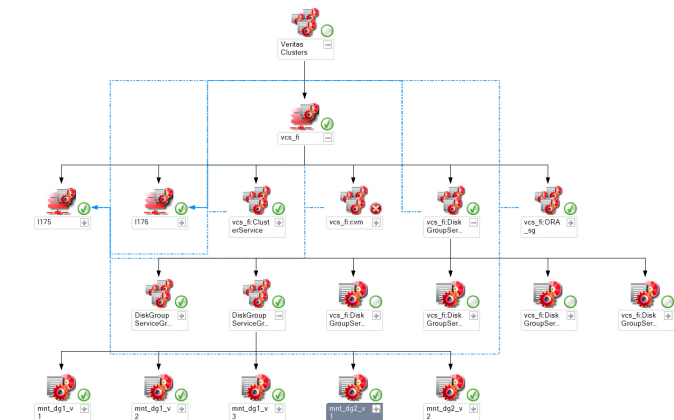 Veritas
Clusters
vcs_fi
l175
l176
vcs_fi:Clust
erService
vcs_fi:cvm
vcs_fi:Disk
GroupSer...
vcs_fi:ORA
_sg
DiskGroup
ServiceGr...
DiskGroup
ServiceGr...
vcs_fi:Disk
GroupSer...
vcs_fi:Disk
GroupSer...
vcs_fi:Disk
GroupSer...
vcs_fi:Disk
GroupSer...
mnt_dg1_v
1
mnt_dg1_v
2
mnt_dg1_v
3
mnt_dg2_v
1
mnt_dg2_v
2